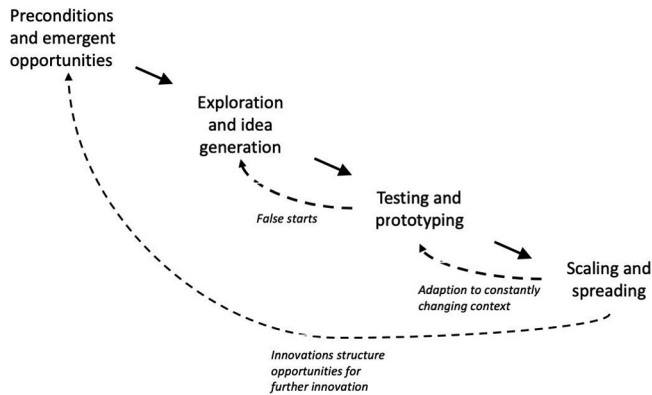 Preconditions
and emergent
opportunities
Exploration
and idea
generation
False starts
Testing and
prototyping
Adaption to constantly
changing context
Scaling and
spreading
Innovations structure
opportunities for
further innovation